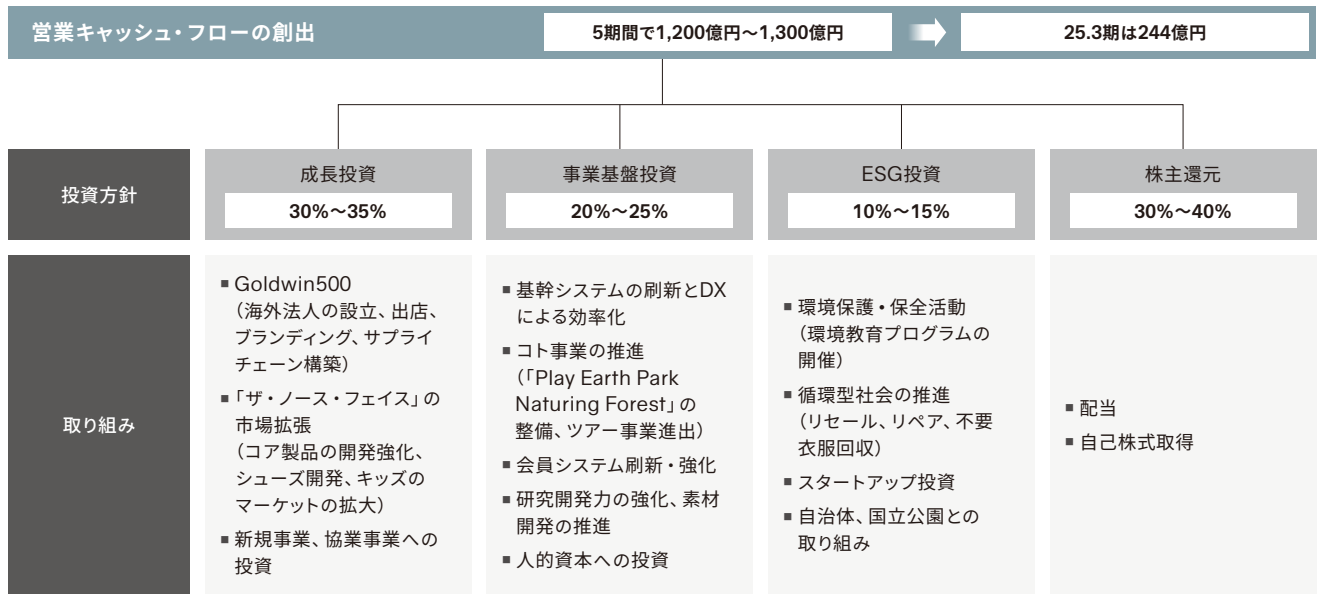 営業キャッシュ・フローの創出
5期間で1,200億円～1,300億円
25.3期は244億円
投資方針
成長投資
30%～35%
事業基盤投資
20%～25%
ESG投資
10%～15%
株主還元
30%～40%
取り組み
■ Goldwin500
（海外法人の設立、出店、
ブランディング、サプライ
チェーン構築）
■「ザ・ノース・フェイス」の
市場拡張
（コア製品の開発強化、
シューズ開発、キッズの
マーケットの拡大）
■ 新規事業、協業事業への
投資
■ 基幹システムの刷新とDX
による効率化
■ コト事業の推進
（「Play Earth Park
Naturing Forest」の
整備、ツアー事業進出）
■ 会員システム刷新・強化
■ 研究開発力の強化、素材
開発の推進
■ 人的資本への投資
■ 環境保護・保全活動
（環境教育プログラムの
開催）
■ 循環型社会の推進
（リセール、リペア、不要
衣服回収）
■ スタートアップ投資
■ 自治体、国立公園との
取り組み
■ 配当
■ 自己株式取得